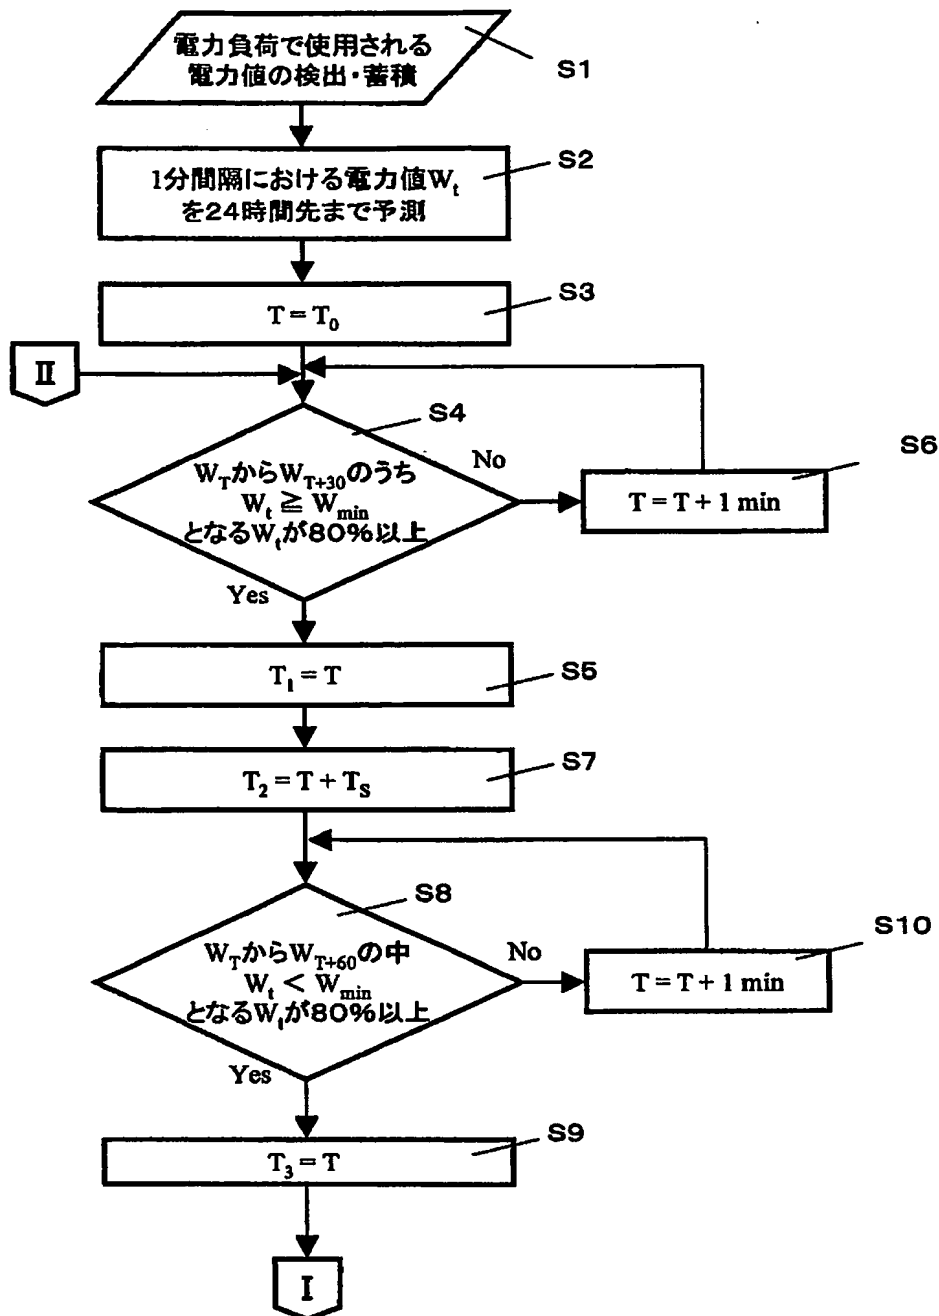 電力負荷で使用される
電力値の検出・蓄積
S1
1分間隔における電力値Wt
を24時間先まで予測
S2
T = T0
S3
II
WTからWT+30のうち
Wt ≧ Wmin
となるWtが80%以上
S4
No
Yes
T = T + 1 min
S6
T1 = T
S5
T2 = T + TS
S7
WTからWT+60の中
Wt < Wmin
となるWtが80%以上
S8
No
Yes
T = T + 1 min
S10
T3 = T
S9
I